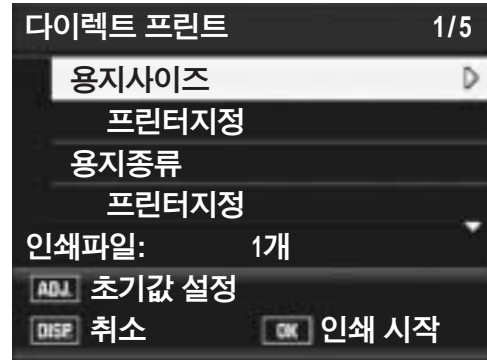 다이렉트 프린트 1/5
용지사이즈
프린터지정
용지종류
프린터지정
인쇄파일: 1개
ADJ. 초기값 설정
DISP. 취소 OK 인쇄 시작